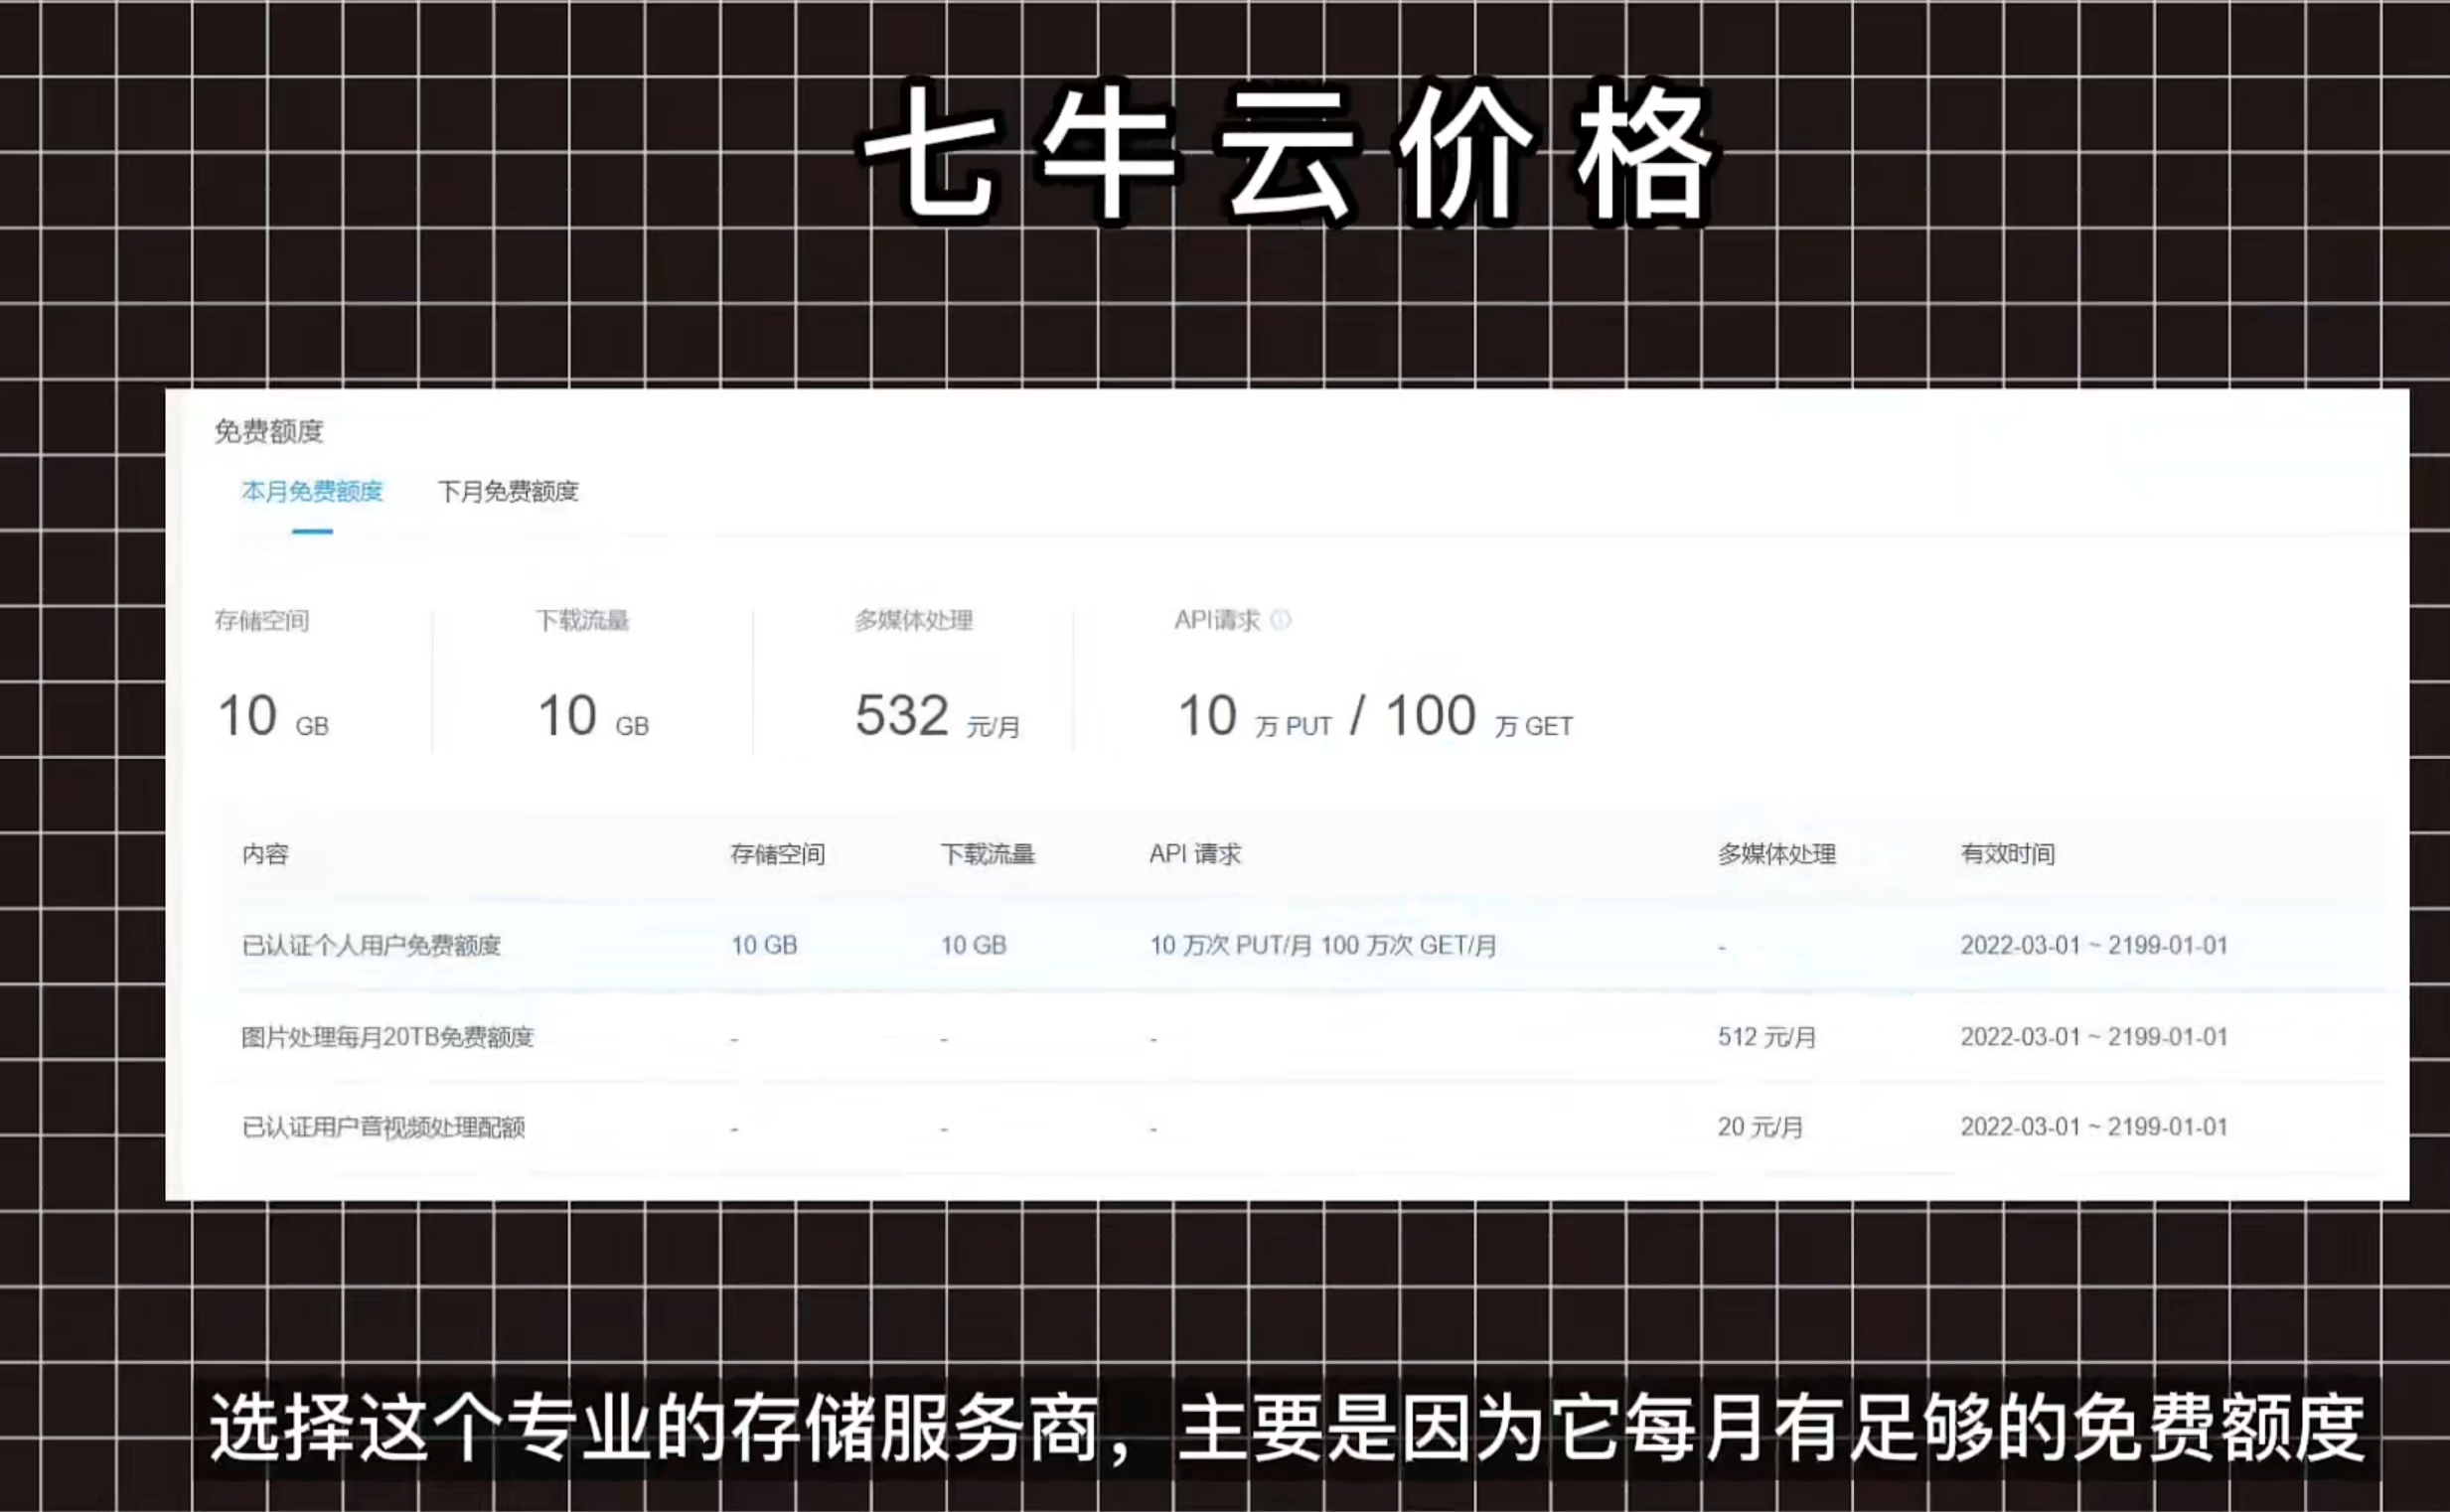 七牛云价格
免费额度
本月免费额度 下月免费额度
存储空间 下载流量 多媒体处理 API请求
10 GB 10 GB 532 元/月 10 万 PUT / 100 万 GET
内容 存储空间 下载流量 API 请求 多媒体处理 有效时间
已认证个人用户免费额度 10 GB 10 GB 10 万次 PUT/月 100 万次 GET/月 - 2022-03-01 ~ 2199-01-01
图片处理每月20TB免费额度 - - - 512 元/月 2022-03-01 ~ 2199-01-01
已认证用户音视频处理配额 - - - 20 元/月 2022-03-01 ~ 2199-01-01
选择这个专业的存储服务商，主要是因为它每月有足够的免费额度